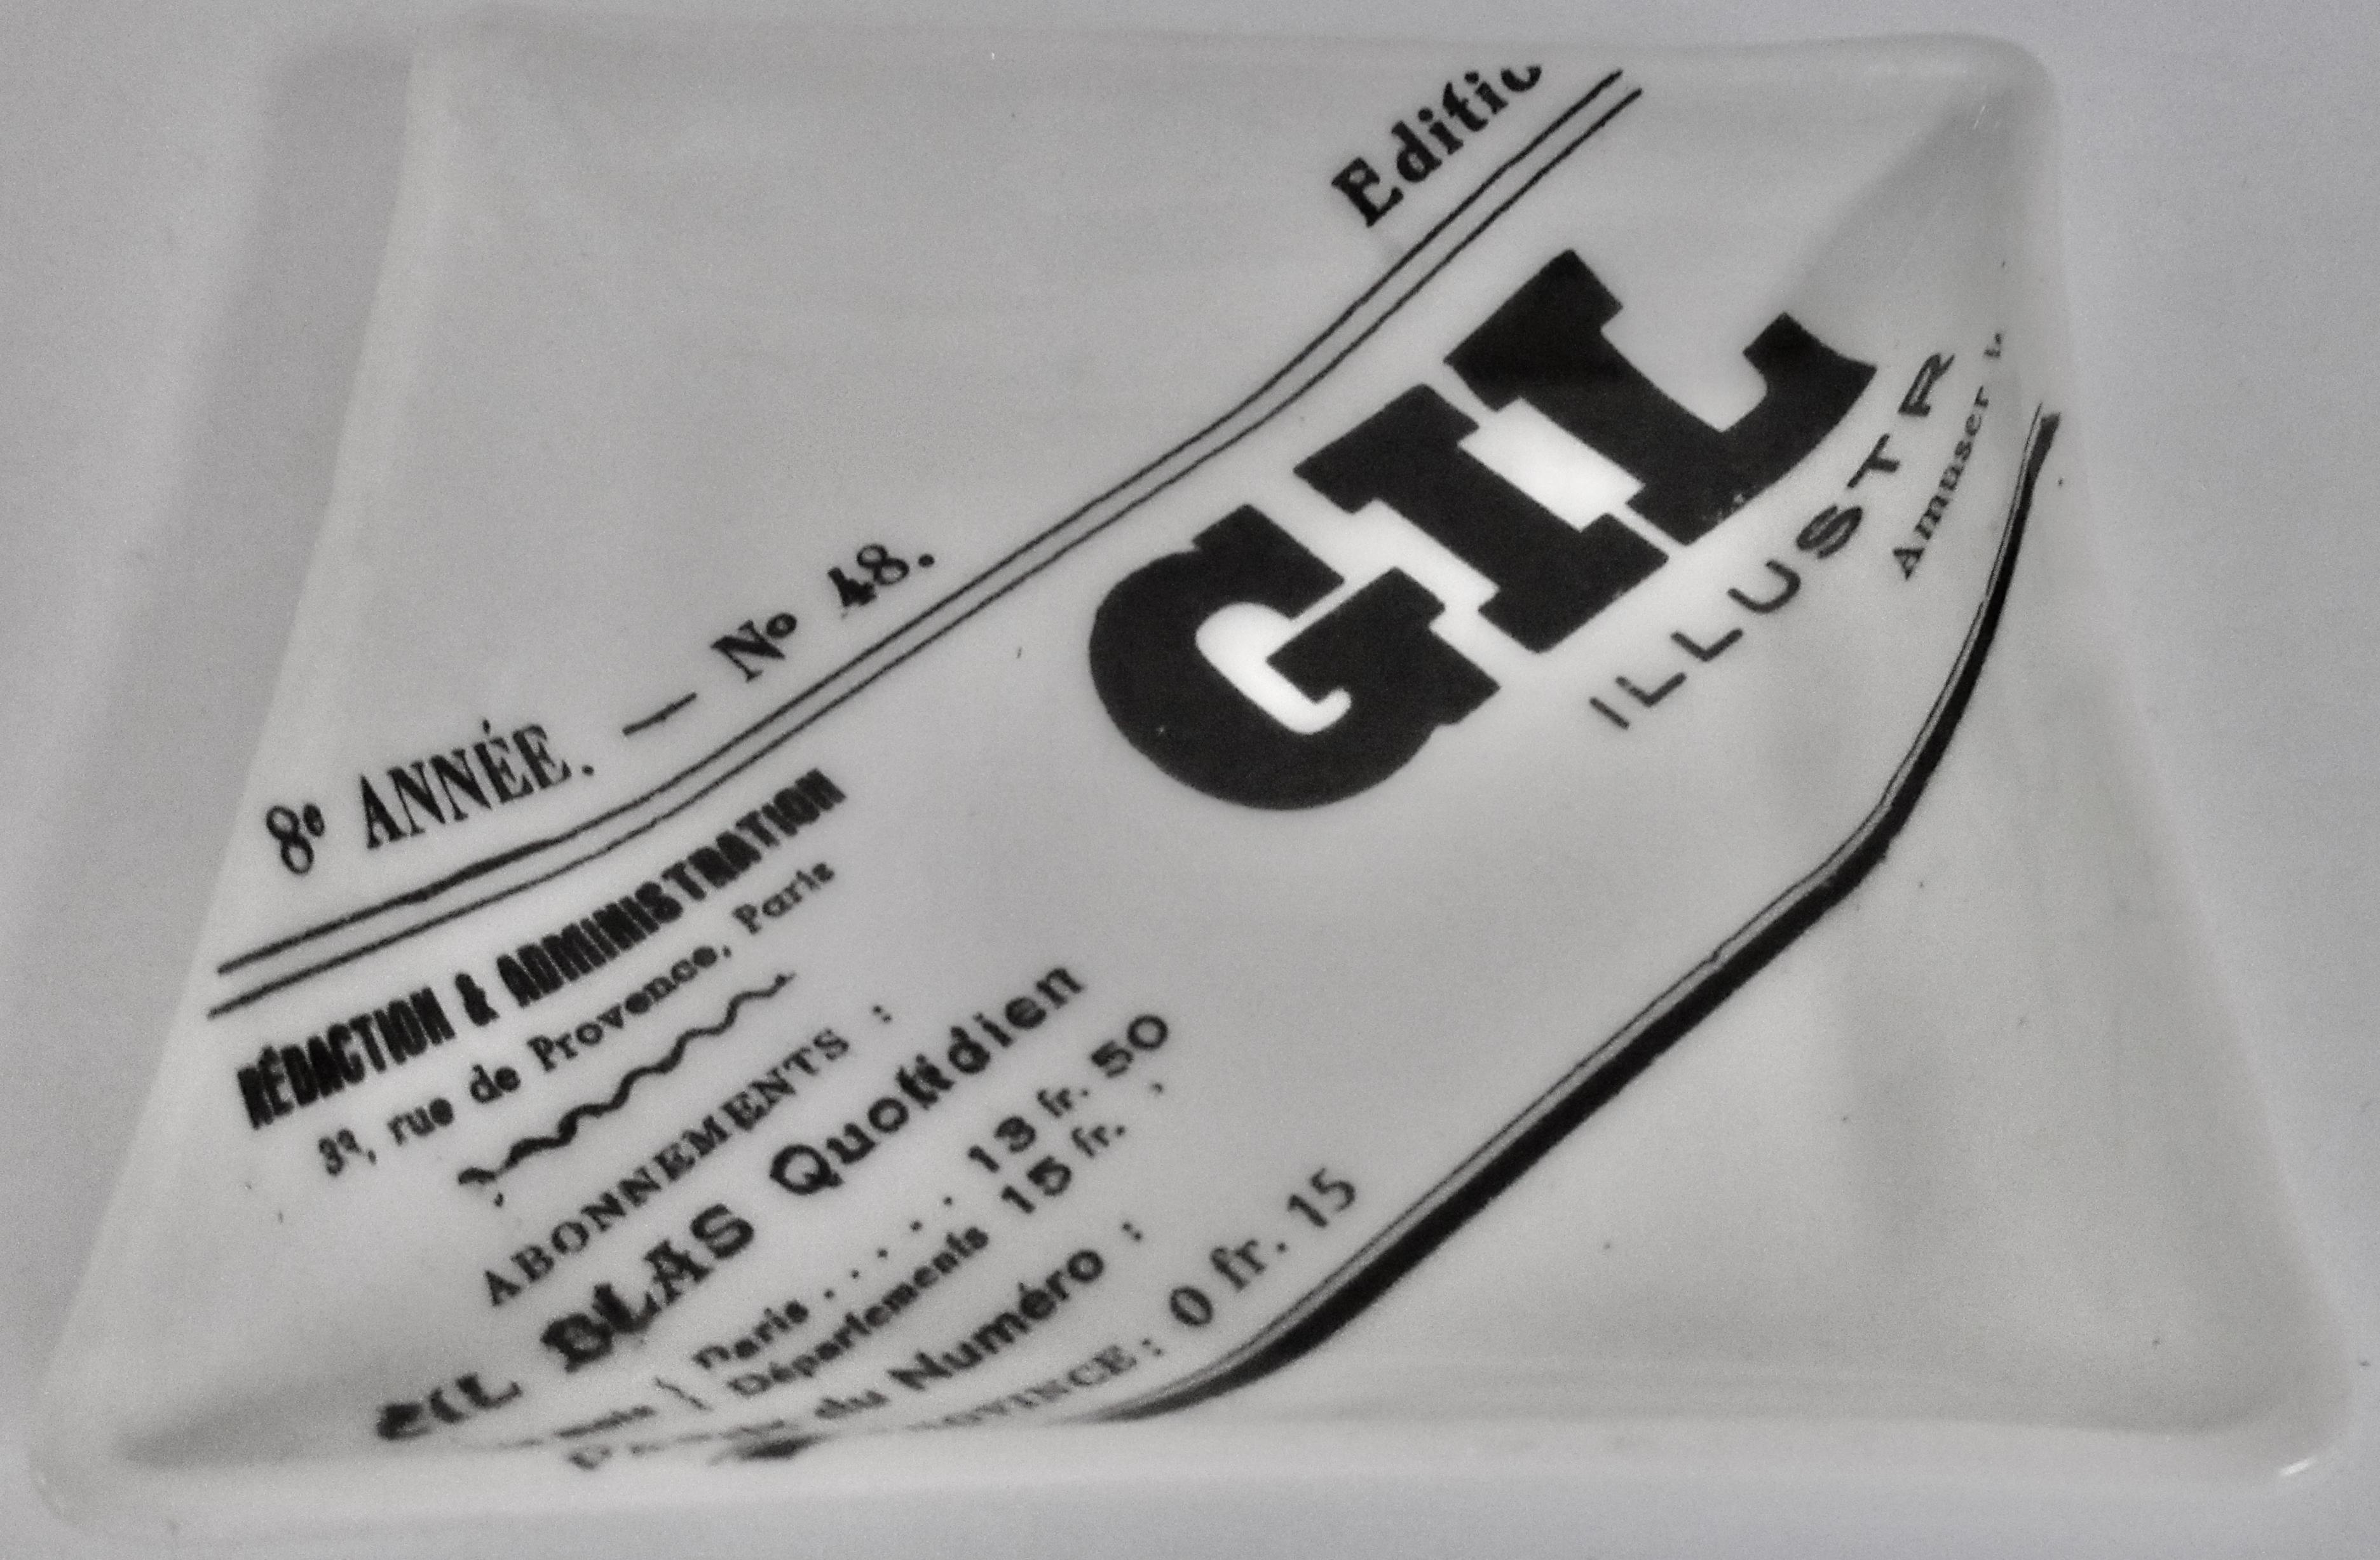 Editio
8e ANNÉE. — No 48.
GIL
ILLUSTR
Amuser
RÉDACTION & ADMINISTRATION
rue de Provence, Paris
ABONNEMENTS :
GIL BLAS Quotidien
Paris . . . . . 13 fr. 50
Départements 15 fr. »
du Numéro :
OVINCE : 0 fr. 15